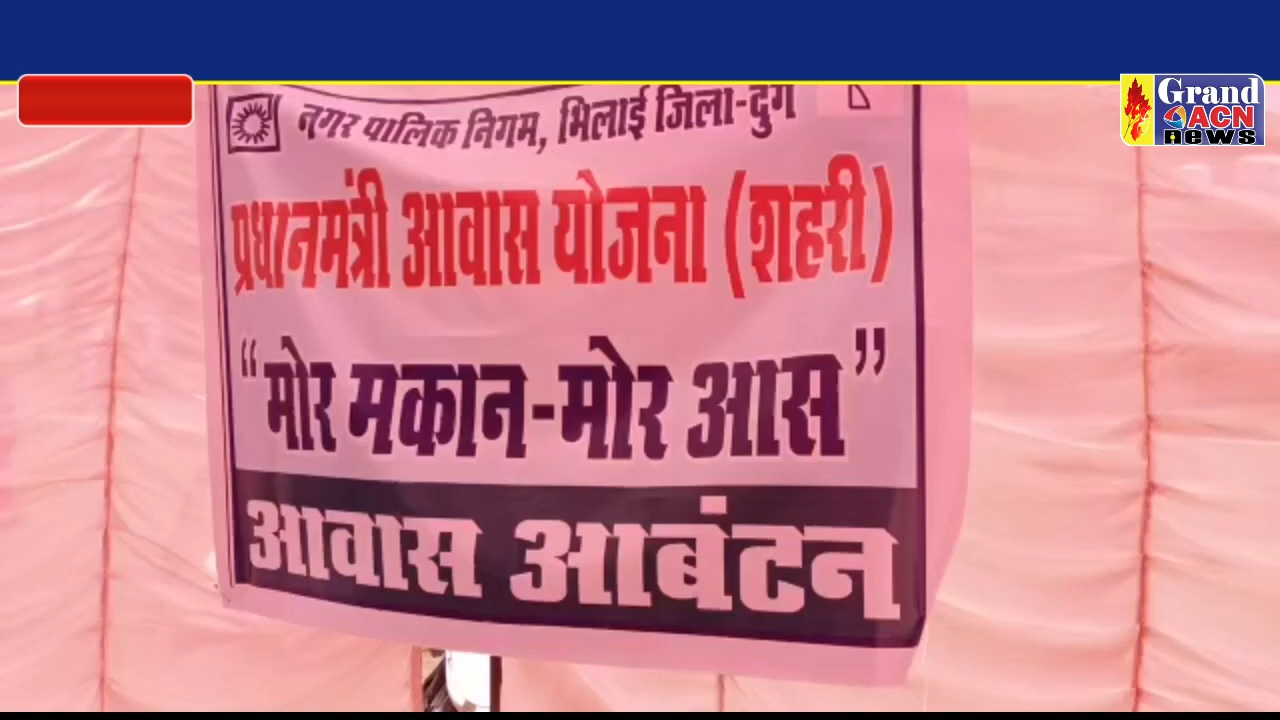 Grand
ACN
news
नगर पालिक निगम, भिलाई जिला-दुर्ग
प्रधानमंत्री आवास योजना (शहरी)
“मोर मकान-मोर आस”
आवास आबंटन